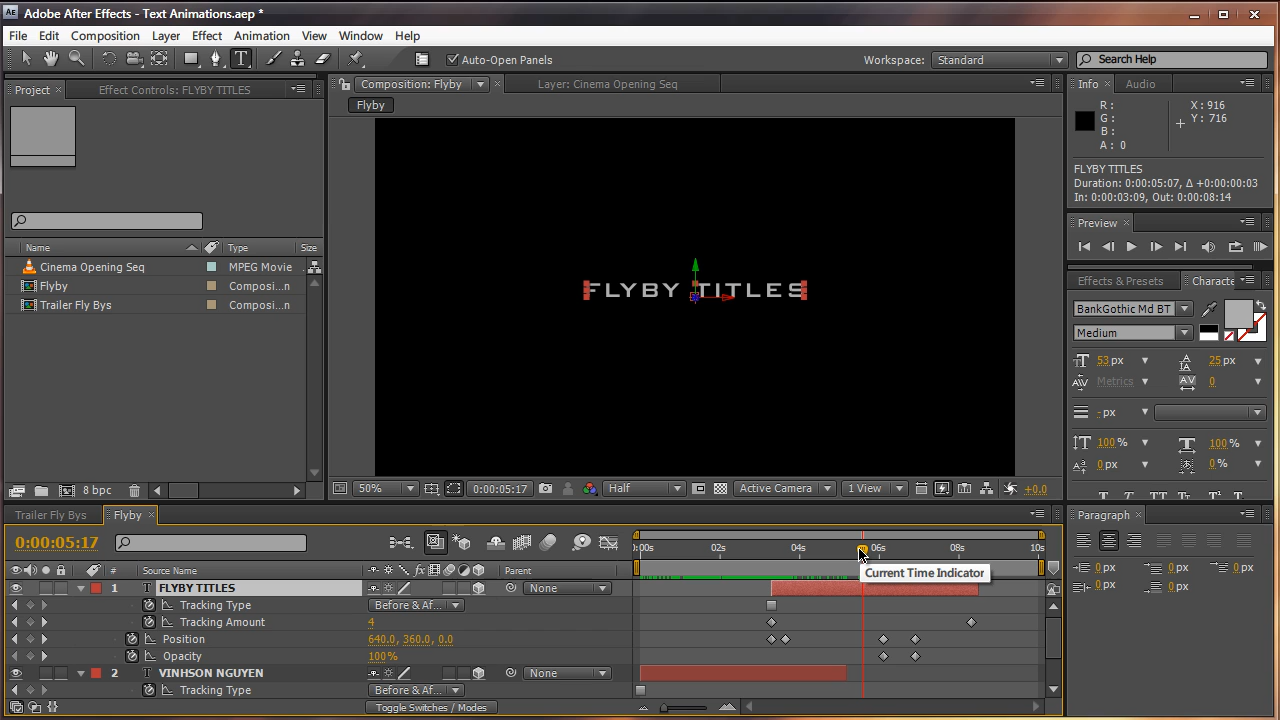 Adobe After Effects - Text Animations.aep *
File Edit Composition Layer Effect Animation View Window Help
Auto-Open Panels
Workspace: Standard
Search Help
Project Effect Controls: FLYBY TITLES
Name Type Size
Cinema Opening Seq MPEG Movie
Flyby Composi...n
Trailer Fly Bys Composi...n
8 bpc
Composition: Flyby Layer: Cinema Opening Seq
Flyby
FLYBY TITLES
50% 0:00:05:17 Half Active Camera 1 View +0.0
Info Audio
R : X : 916
G : Y : 716
B :
A : 0
FLYBY TITLES
Duration: 0:00:05:07, Δ +0:00:00:03
In: 0:00:03:09, Out: 0:00:08:14
Preview
Effects & Presets Characte
BankGothic Md BT
Medium
53 px 25 px
Metrics 0
- px
100 % 100 %
0 px 0 %
T T TT Tr T¹ T
Trailer Fly Bys Flyby
0:00:05:17
:00s 02s 04s 06s 08s 10s
# Source Name Parent
1 T FLYBY TITLES None
Current Time Indicator
Tracking Type Before & Af...
Tracking Amount 4
Position 640.0, 360.0, 0.0
Opacity 100%
2 T VINHSON NGUYEN None
Tracking Type Before & Af...
Toggle Switches / Modes
Paragraph
0 px 0 px 0 px
0 px 0 px